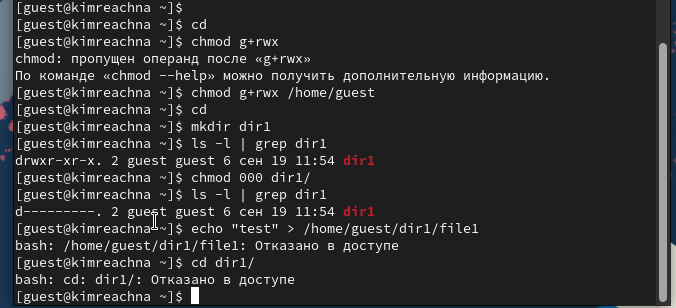 [guest@kimreachna ~]$
[guest@kimreachna ~]$ cd
[guest@kimreachna ~]$ chmod g+rwx
chmod: пропущен операнд после «g+rwx»
По команде «chmod --help» можно получить дополнительную информацию.
[guest@kimreachna ~]$ chmod g+rwx /home/guest
[guest@kimreachna ~]$ cd
[guest@kimreachna ~]$ mkdir dir1
[guest@kimreachna ~]$ ls -l | grep dir1
drwxr-xr-x. 2 guest guest 6 сен 19 11:54 dir1
[guest@kimreachna ~]$ chmod 000 dir1/
[guest@kimreachna ~]$ ls -l | grep dir1
d---------. 2 guest guest 6 сен 19 11:54 dir1
[guest@kimreachna ~]$ echo "test" > /home/guest/dir1/file1
bash: /home/guest/dir1/file1: Отказано в доступе
[guest@kimreachna ~]$ cd dir1/
bash: cd: dir1/: Отказано в доступе
[guest@kimreachna ~]$